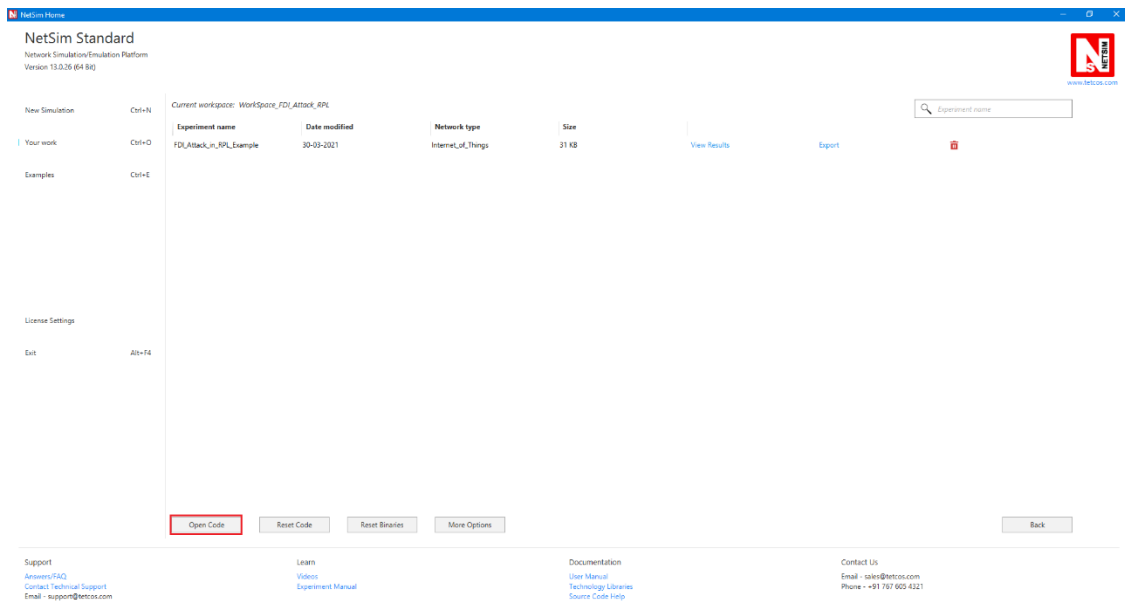 NetSim Home
NetSim Standard
Network Simulation/Emulation Platform
Version 13.0.26 (64 Bit)
NETSIM
www.tetcos.com
New Simulation Ctrl+N
Your work Ctrl+O
Examples Ctrl+E
License Settings
Exit Alt+F4
Current workspace: WorkSpace_FDI_Attack_RPL
Experiment name
Experiment name Date modified Network type Size
FDI_Attack_in_RPL_Example 30-03-2021 Internet_of_Things 31 KB View Results Export
Open Code Reset Code Reset Binaries More Options Back
Support
Answers/FAQ
Contact Technical Support
Email - support@tetcos.com
Learn
Videos
Experiment Manual
Documentation
User Manual
Technology Libraries
Source Code Help
Contact Us
Email - sales@tetcos.com
Phone - +91 767 605 4321